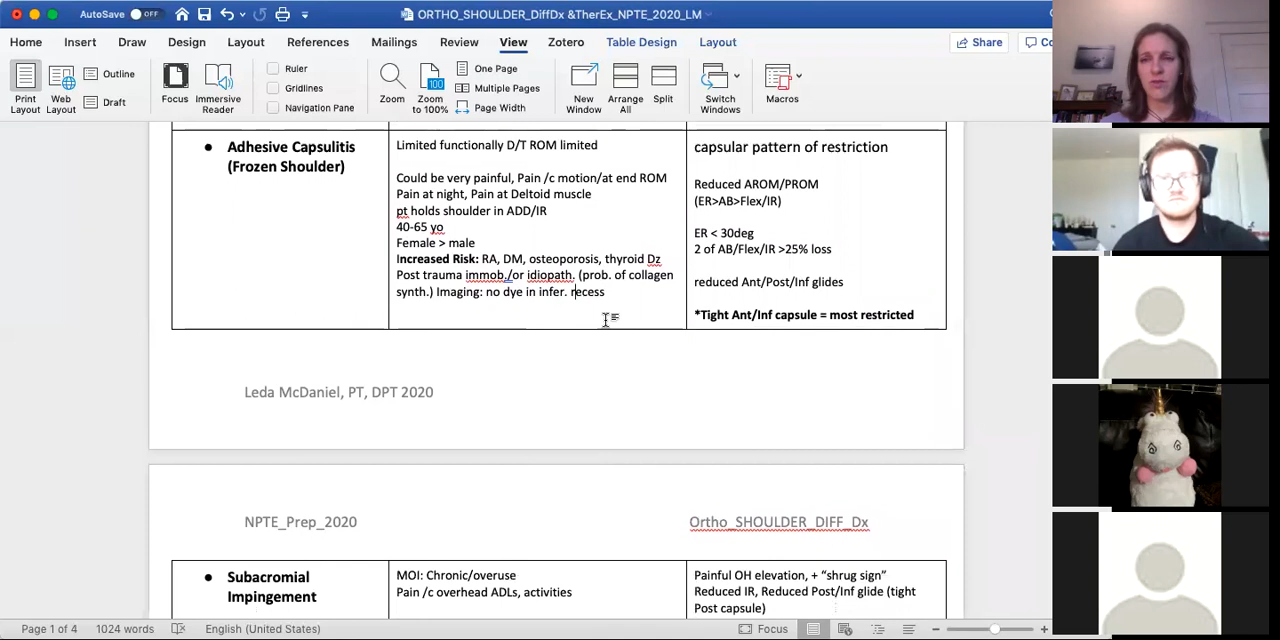 AutoSave OFF
ORTHO_SHOULDER_DiffDx &TherEx_NPTE_2020_LM
Home Insert Draw Design Layout References Mailings Review View Zotero Table Design Layout Share Co
Print Layout
Web Layout
Outline
Draft
Focus
Immersive Reader
Ruler
Gridlines
Navigation Pane
Zoom
Zoom to 100%
One Page
Multiple Pages
Page Width
New Window
Arrange All
Split
Switch Windows
Macros
● Adhesive Capsulitis
(Frozen Shoulder)
Limited functionally D/T ROM limited
Could be very painful, Pain /c motion/at end ROM
Pain at night, Pain at Deltoid muscle
pt holds shoulder in ADD/IR
40-65 yo
Female > male
Increased Risk: RA, DM, osteoporosis, thyroid Dz
Post trauma immob./or idiopath. (prob. of collagen
synth.) Imaging: no dye in infer. recess
capsular pattern of restriction
Reduced AROM/PROM
(ER>AB>Flex/IR)
ER < 30deg
2 of AB/Flex/IR >25% loss
reduced Ant/Post/Inf glides
*Tight Ant/Inf capsule = most restricted
Leda McDaniel, PT, DPT 2020
NPTE_Prep_2020
Ortho_SHOULDER_DIFF_Dx
● Subacromial
Impingement
MOI: Chronic/overuse
Pain /c overhead ADLs, activities
Painful OH elevation, + “shrug sign”
Reduced IR, Reduced Post/Inf glide (tight
Post capsule)
Page 1 of 4 1024 words English (United States) Focus